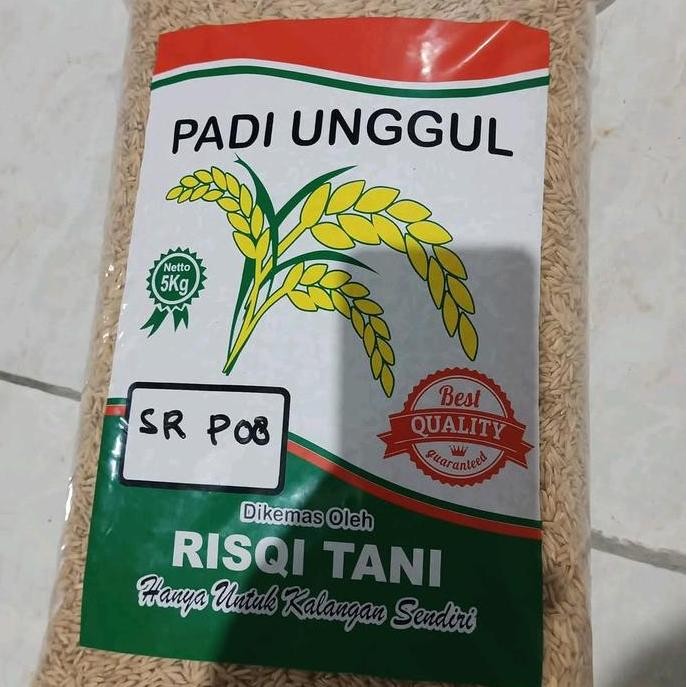 PADI UNGGUL
Netto
5Kg
SR P08
Best
QUALITY
guaranteed
Dikemas Oleh
RISQI TANI
Hanya Untuk Kalangan Sendiri